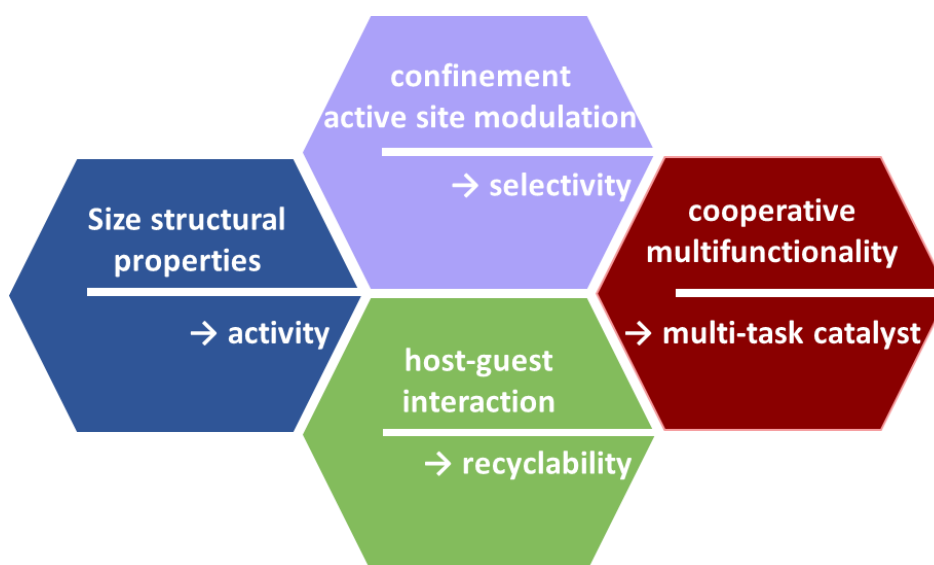 confinement
active site modulation
→ selectivity
Size structural
properties
→ activity
cooperative
multifunctionality
→ multi-task catalyst
host-guest
interaction
→ recyclability